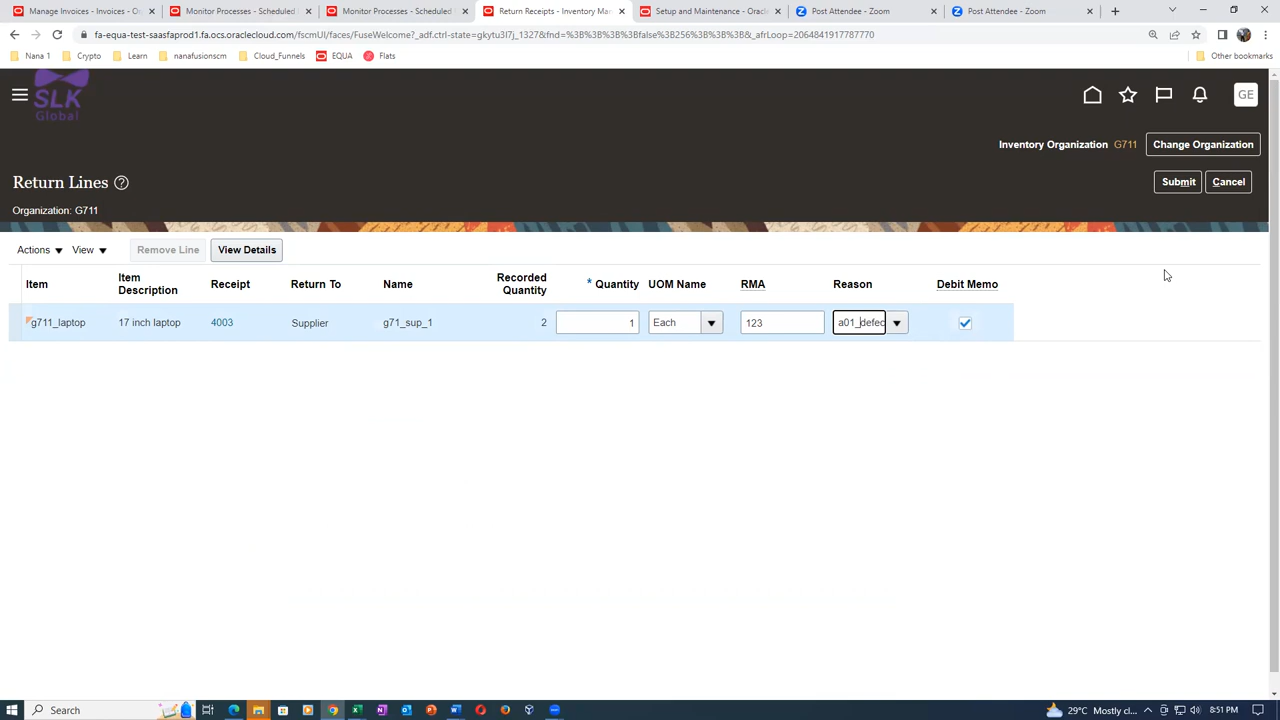 Manage Invoices - Invoices - Or
Monitor Processes - Scheduled
Monitor Processes - Scheduled
Return Receipts - Inventory Man
Setup and Maintenance - Oracle
Post Attendee - Zoom
Post Attendee - Zoom
fa-equa-test-saasfaprod1.fa.ocs.oraclecloud.com/fscmUI/faces/FuseWelcome?_adf.ctrl-state=gkytu3l7j_1327&fnd=%3B%3B%3B%3Bfalse%3B256%3B%3B%3B&_afrLoop=2064841917787770
Nana 1
Crypto
Learn
nanafusionscm
Cloud_Funnels
EQUA
Flats
Other bookmarks
SLK
Global
GE
Inventory Organization G711
Change Organization
Return Lines
Submit
Cancel
Organization: G711
Actions
View
Remove Line
View Details
Item
Item Description
Receipt
Return To
Name
Recorded Quantity
* Quantity
UOM Name
RMA
Reason
Debit Memo
g711_laptop
17 inch laptop
4003
Supplier
g71_sup_1
2
1
Each
123
a01_defec
Search
29°C Mostly cl...
8:51 PM